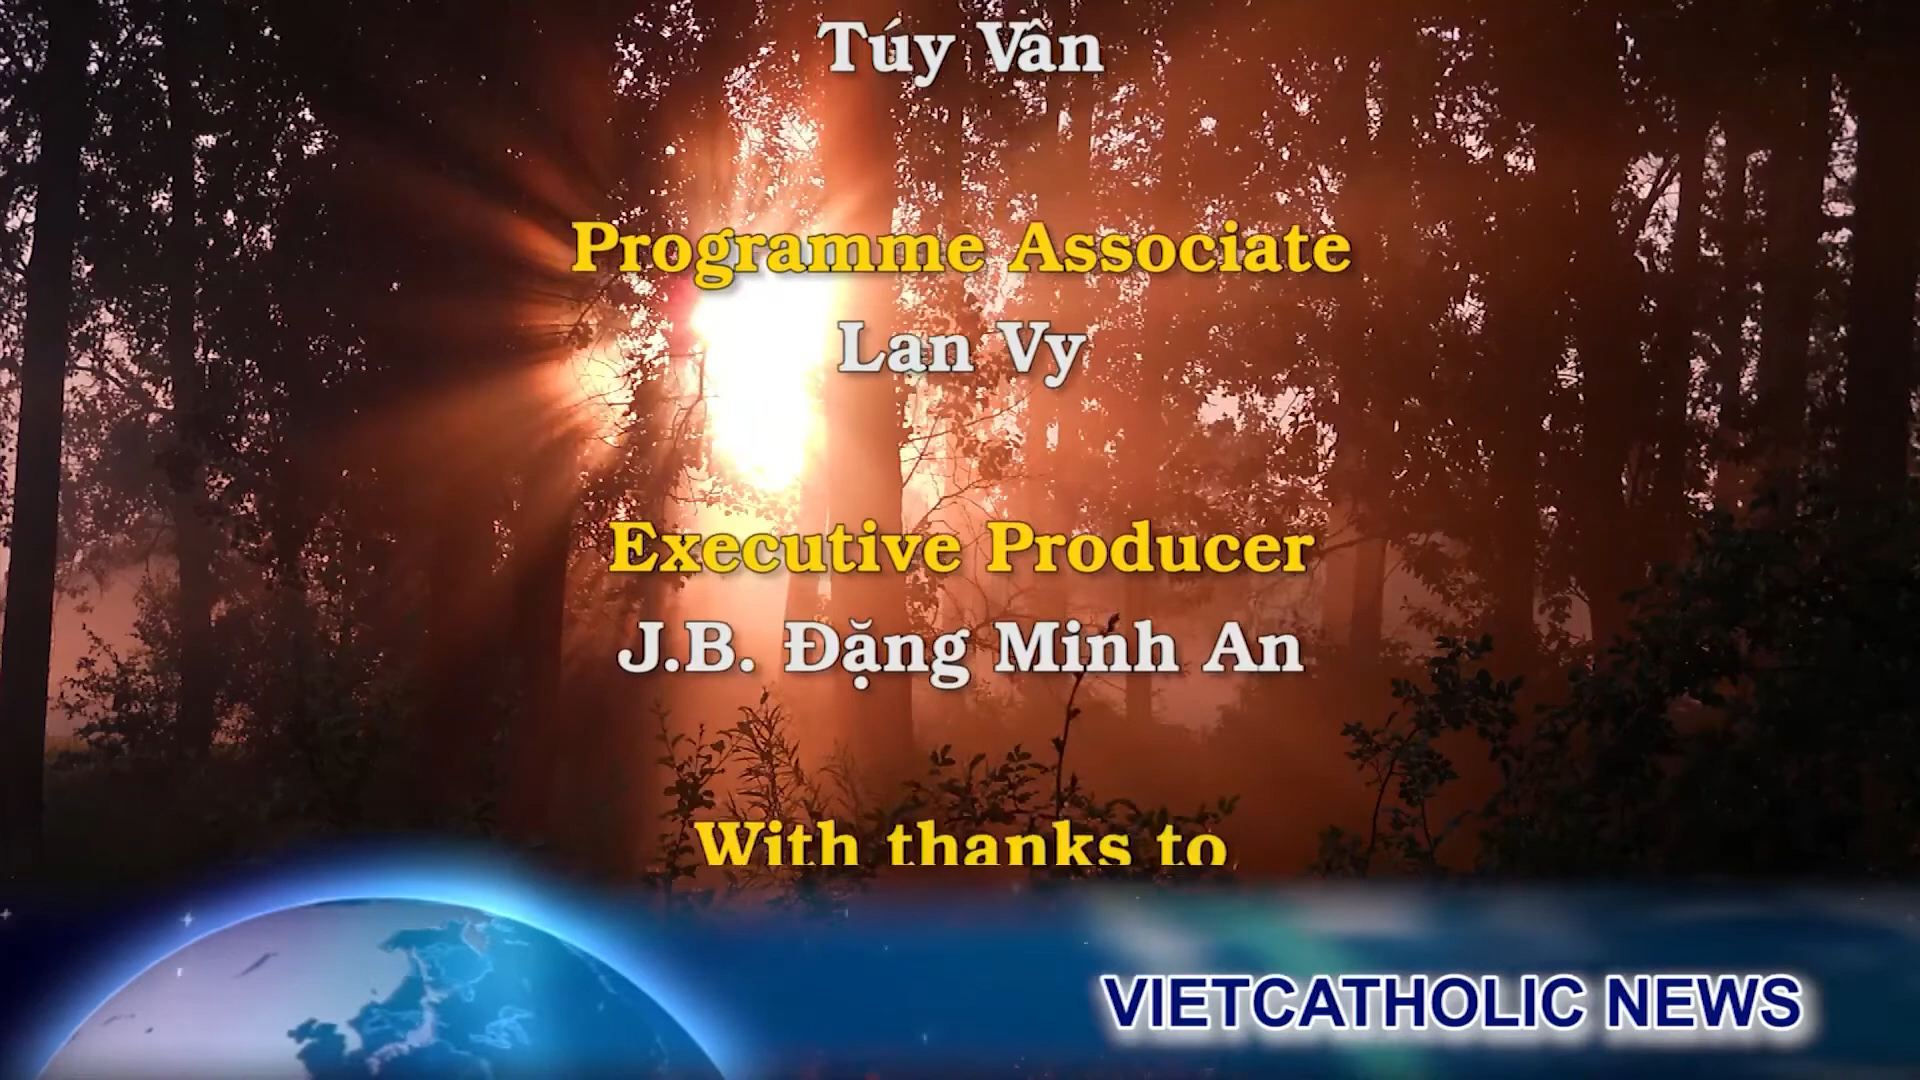 Túy Vân
Programme Associate
Lan Vy
Executive Producer
J.B. Đặng Minh An
With thanks to
VIETCATHOLIC NEWS